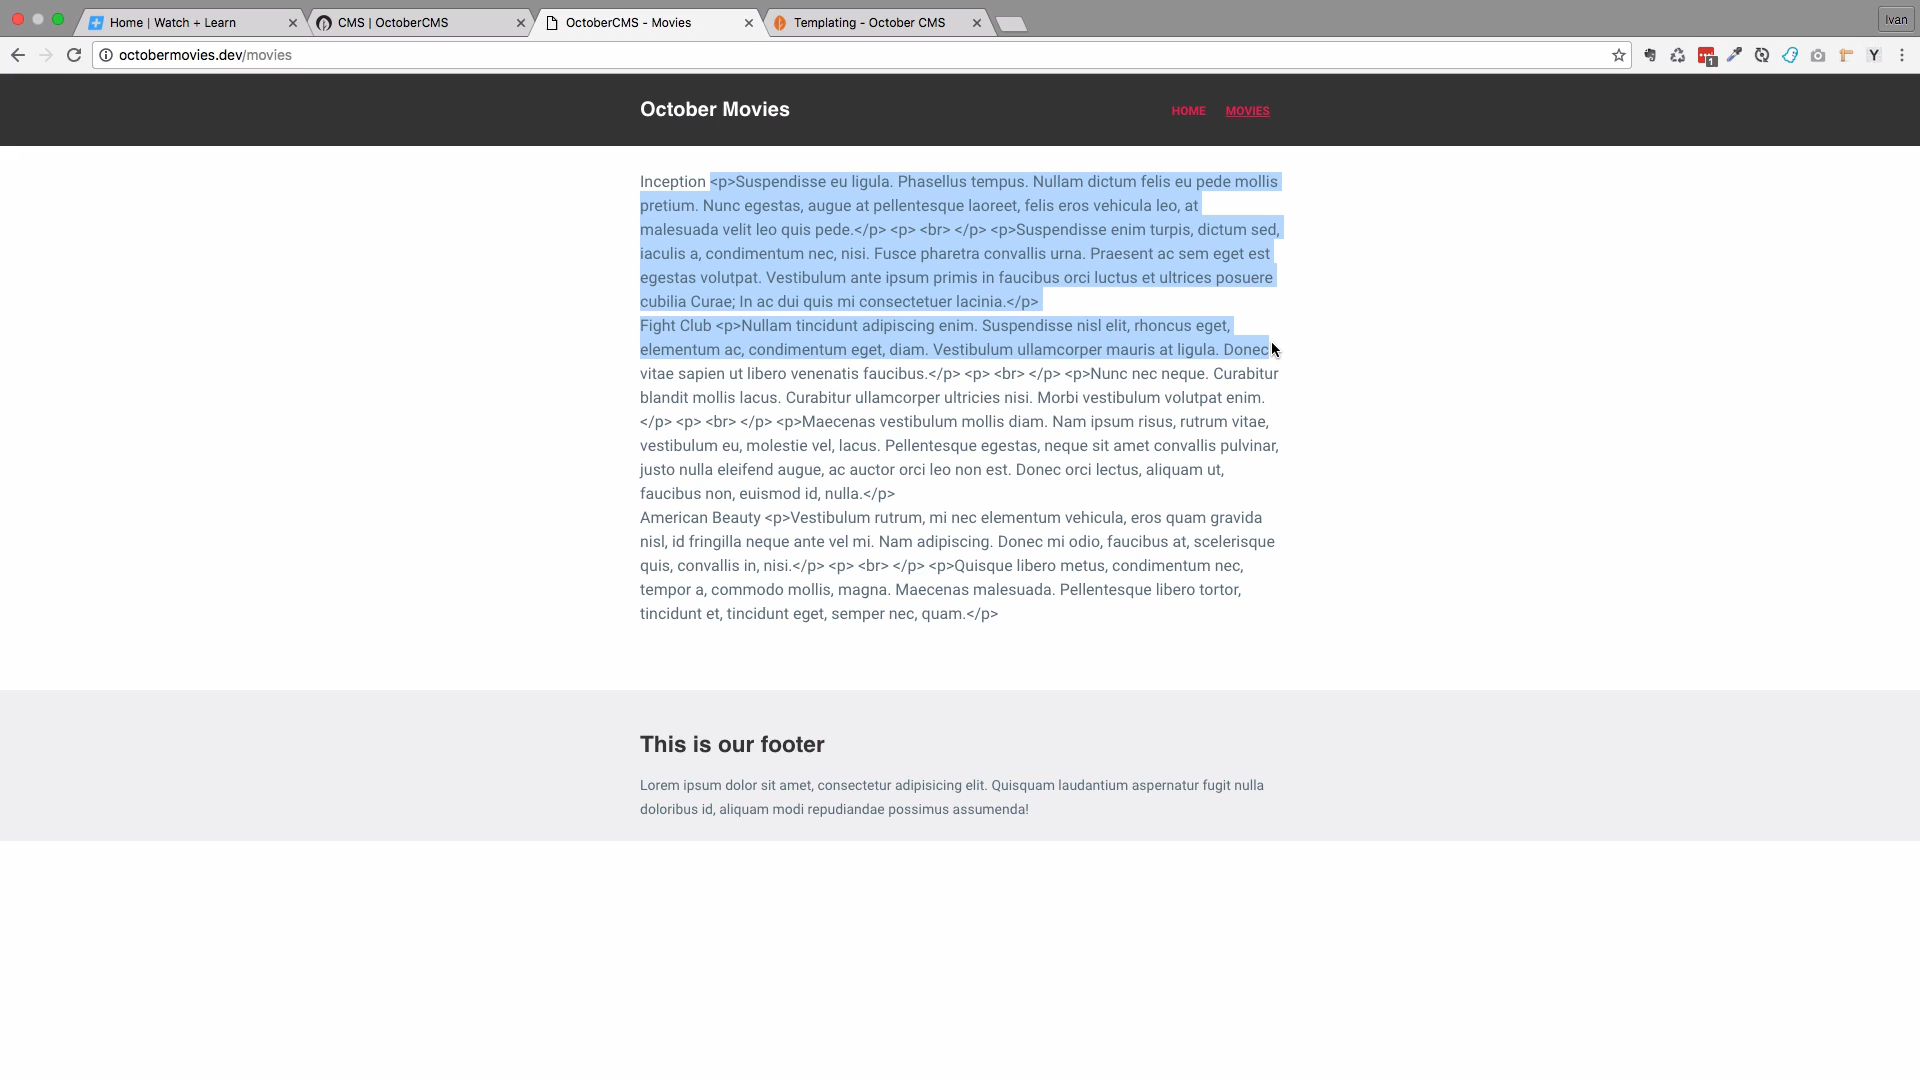 Home | Watch + Learn
CMS | OctoberCMS
OctoberCMS - Movies
Templating - October CMS
Ivan
octobermovies.dev/movies
1
Y
October Movies
HOME
MOVIES
Inception <p>Suspendisse eu ligula. Phasellus tempus. Nullam dictum felis eu pede mollis
pretium. Nunc egestas, augue at pellentesque laoreet, felis eros vehicula leo, at
malesuada velit leo quis pede.</p> <p> <br> </p> <p>Suspendisse enim turpis, dictum sed,
iaculis a, condimentum nec, nisi. Fusce pharetra convallis urna. Praesent ac sem eget est
egestas volutpat. Vestibulum ante ipsum primis in faucibus orci luctus et ultrices posuere
cubilia Curae; In ac dui quis mi consectetuer lacinia.</p>
Fight Club <p>Nullam tincidunt adipiscing enim. Suspendisse nisl elit, rhoncus eget,
elementum ac, condimentum eget, diam. Vestibulum ullamcorper mauris at ligula. Donec
vitae sapien ut libero venenatis faucibus.</p> <p> <br> </p> <p>Nunc nec neque. Curabitur
blandit mollis lacus. Curabitur ullamcorper ultricies nisi. Morbi vestibulum volutpat enim.
</p> <p> <br> </p> <p>Maecenas vestibulum mollis diam. Nam ipsum risus, rutrum vitae,
vestibulum eu, molestie vel, lacus. Pellentesque egestas, neque sit amet convallis pulvinar,
justo nulla eleifend augue, ac auctor orci leo non est. Donec orci lectus, aliquam ut,
faucibus non, euismod id, nulla.</p>
American Beauty <p>Vestibulum rutrum, mi nec elementum vehicula, eros quam gravida
nisl, id fringilla neque ante vel mi. Nam adipiscing. Donec mi odio, faucibus at, scelerisque
quis, convallis in, nisi.</p> <p> <br> </p> <p>Quisque libero metus, condimentum nec,
tempor a, commodo mollis, magna. Maecenas malesuada. Pellentesque libero tortor,
tincidunt et, tincidunt eget, semper nec, quam.</p>
This is our footer
Lorem ipsum dolor sit amet, consectetur adipisicing elit. Quisquam laudantium aspernatur fugit nulla
doloribus id, aliquam modi repudiandae possimus assumenda!